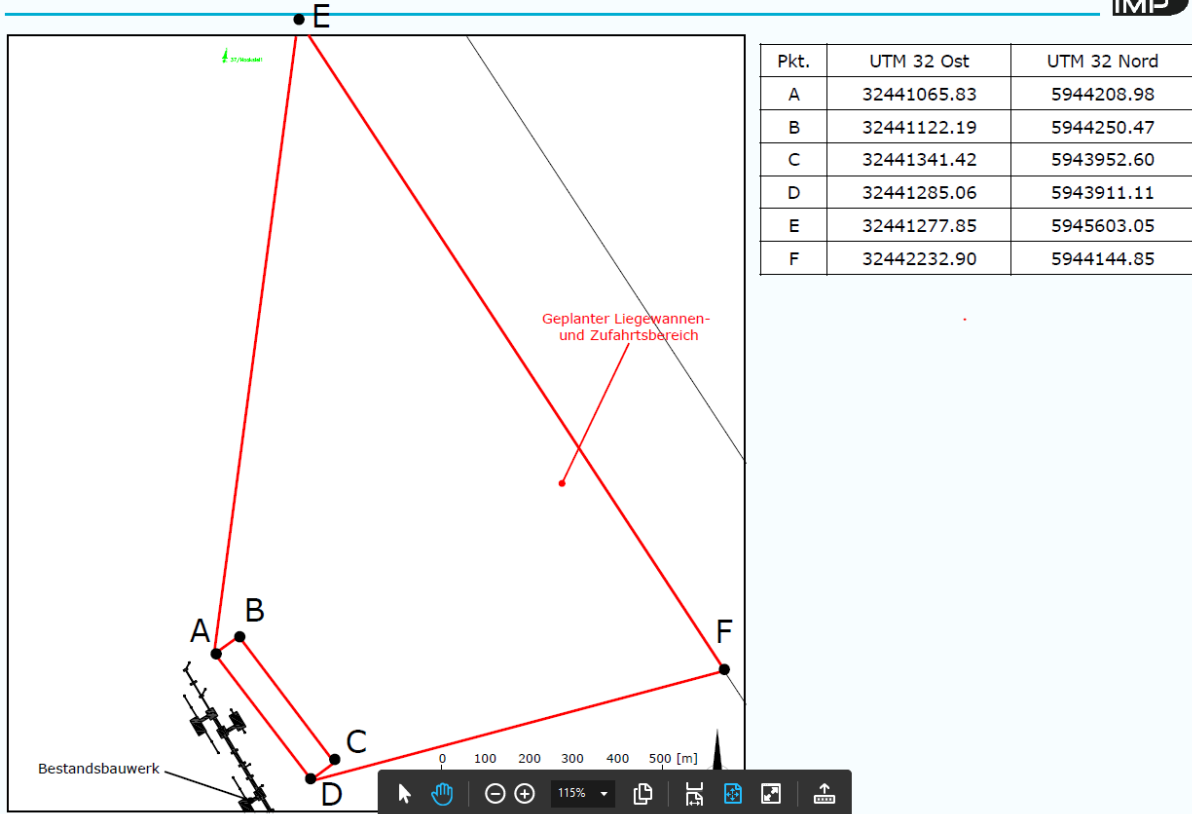 IMP
E
Pkt. UTM 32 Ost UTM 32 Nord
A 32441065.83 5944208.98
B 32441122.19 5944250.47
C 32441341.42 5943952.60
D 32441285.06 5943911.11
E 32441277.85 5945603.05
F 32442232.90 5944144.85
Geplanter Liegewannen-
und Zufahrtsbereich
B
A
F
C
0 100 200 300 400 500 [m]
Bestandsbauwerk
D
115%